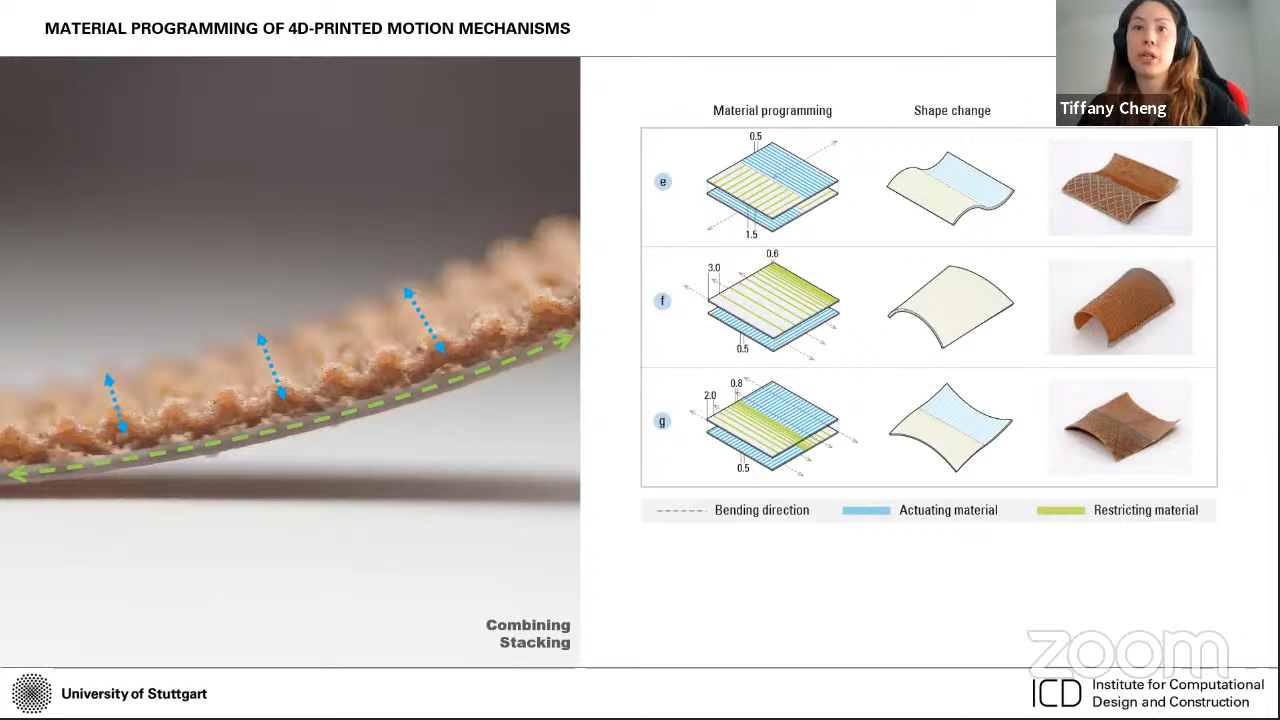 MATERIAL PROGRAMMING OF 4D-PRINTED MOTION MECHANISMS
Tiffany Cheng
Material programming
Shape change
0.5
e
1.5
0.6
3.0
f
0.5
0.8
2.0
g
0.5
Bending direction
Actuating material
Restricting material
Combining
Stacking
zoom
University of Stuttgart
ICD
Institute for Computational
Design and Construction